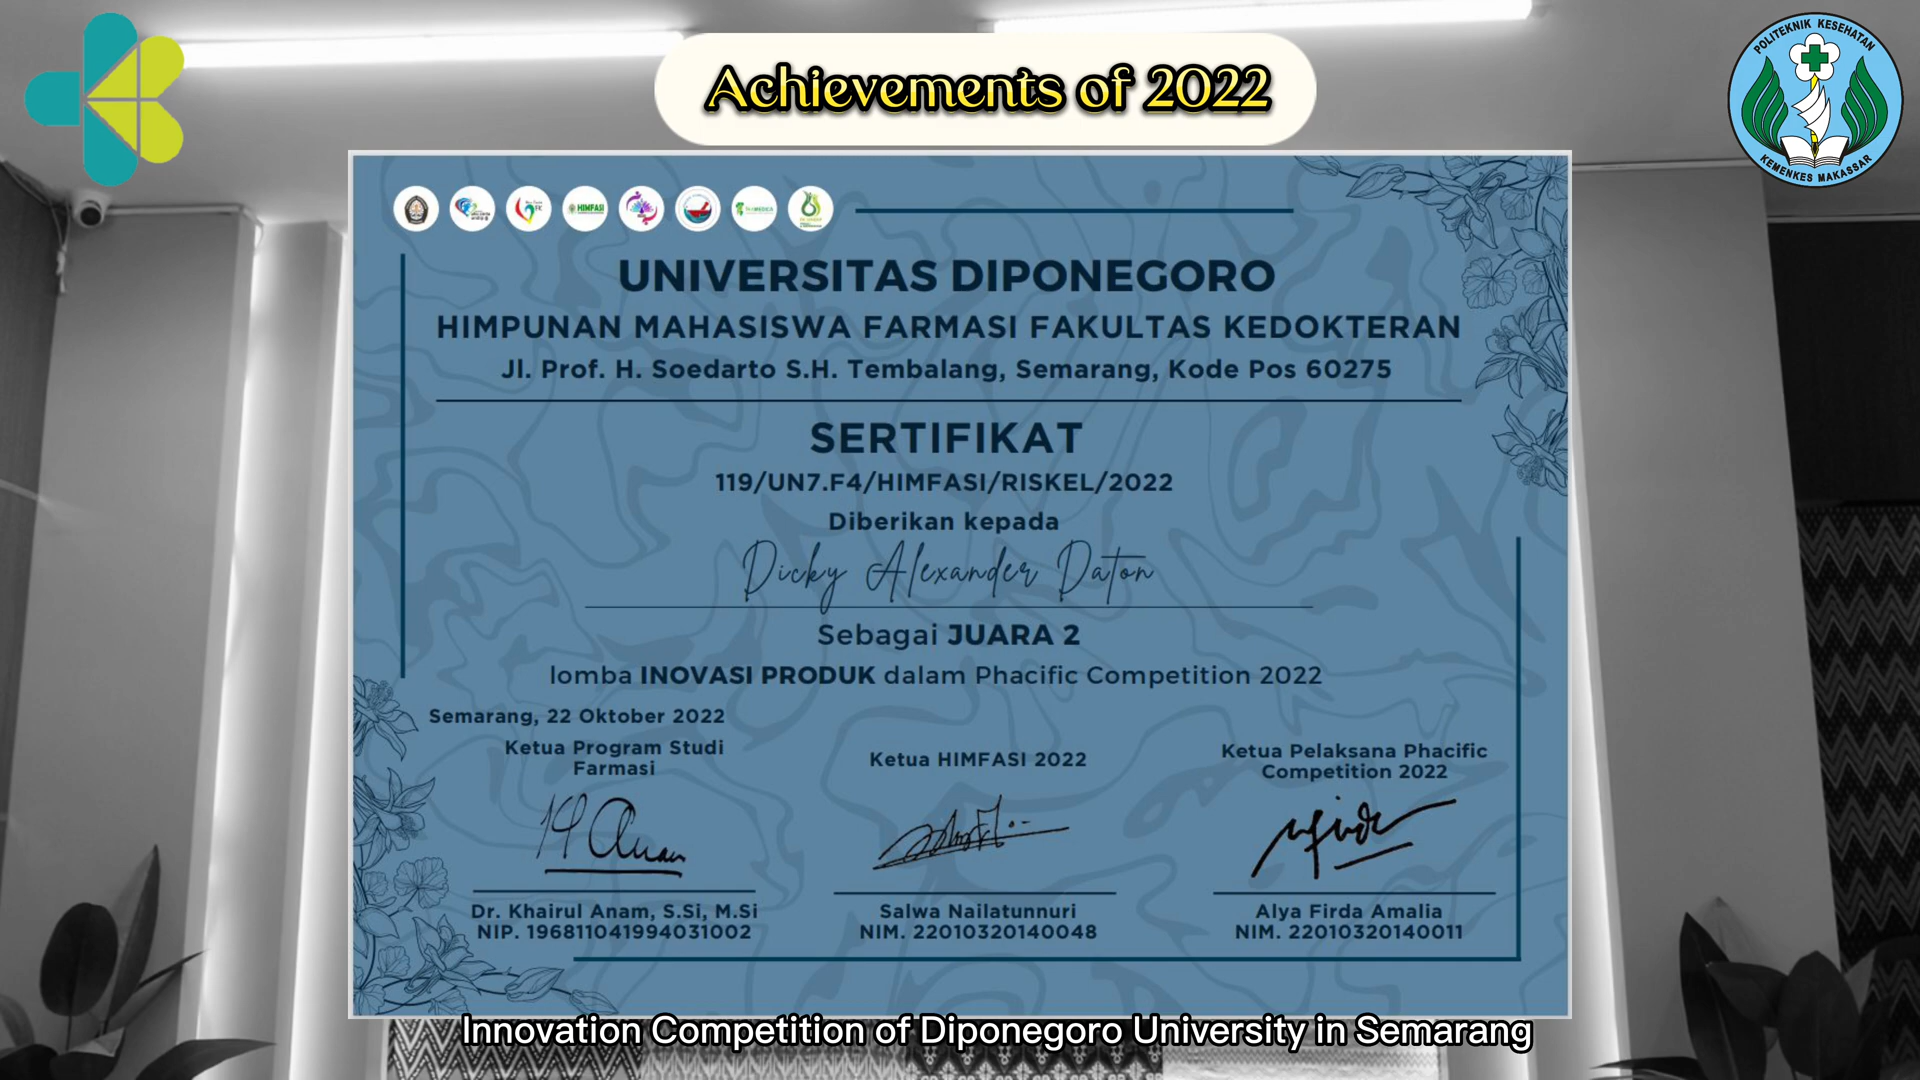 Achievements of 2022
POLITEKNIK KESEHATAN
KEMENKES MAKASSAR
HIMFASI
UNIVERSITAS DIPONEGORO
HIMPUNAN MAHASISWA FARMASI FAKULTAS KEDOKTERAN
Jl. Prof. H. Soedarto S.H. Tembalang, Semarang, Kode Pos 60275
SERTIFIKAT
119/UN7.F4/HIMFASI/RISKEL/2022
Diberikan kepada
Dicky Alexander Daton
Sebagai JUARA 2
lomba INOVASI PRODUK dalam Phacific Competition 2022
Semarang, 22 Oktober 2022
Ketua Program Studi
Farmasi
Ketua HIMFASI 2022
Ketua Pelaksana Phacific
Competition 2022
Dr. Khairul Anam, S.Si, M.Si
NIP. 196811041994031002
Salwa Nailatunnuri
NIM. 22010320140048
Alya Firda Amalia
NIM. 22010320140011
Innovation Competition of Diponegoro University in Semarang